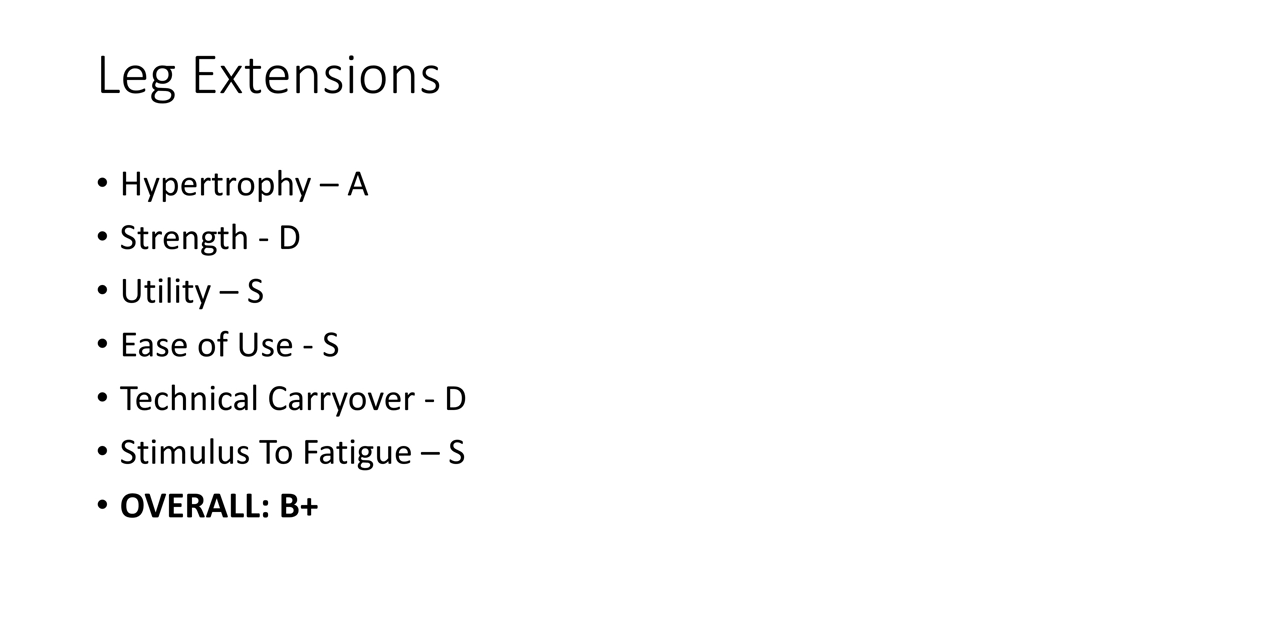 Leg Extensions
• Hypertrophy – A
• Strength - D
• Utility – S
• Ease of Use - S
• Technical Carryover - D
• Stimulus To Fatigue – S
• OVERALL: B+